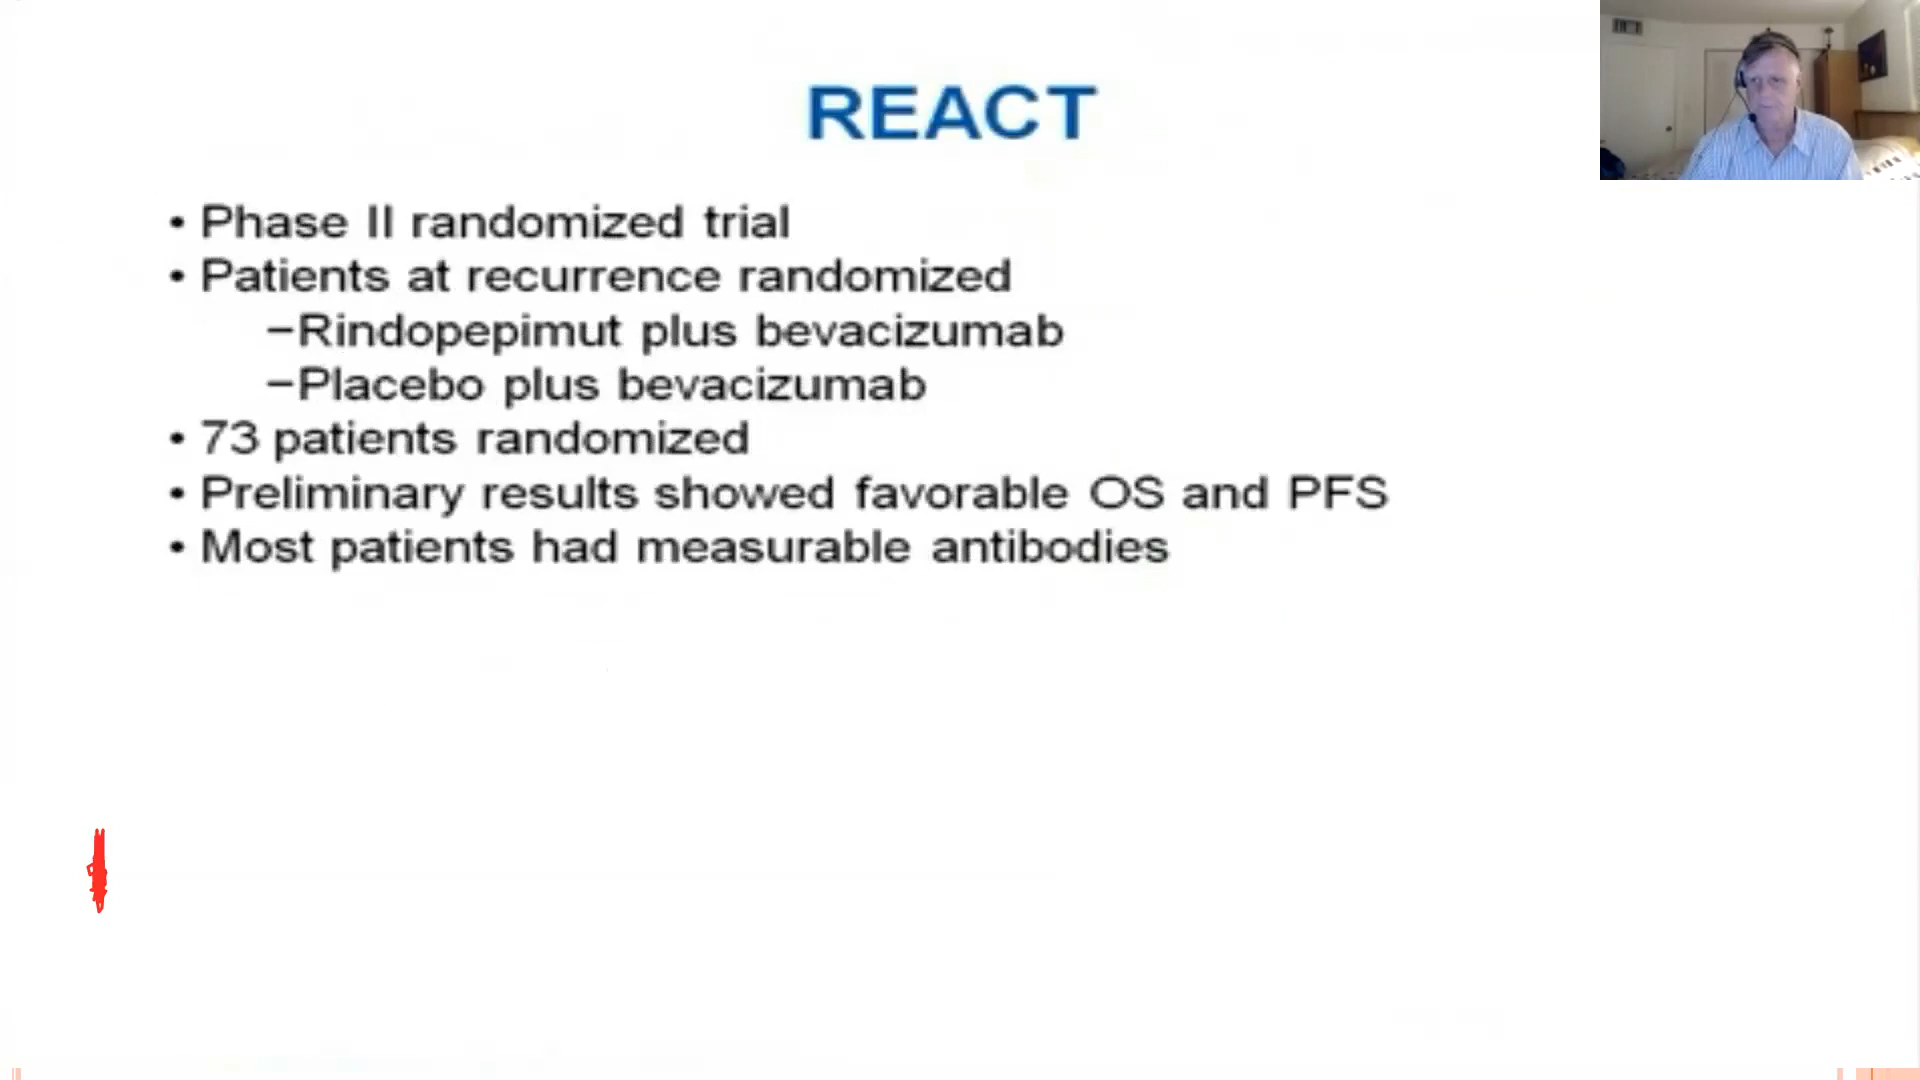 REACT
• Phase II randomized trial
• Patients at recurrence randomized
–Rindopepimut plus bevacizumab
–Placebo plus bevacizumab
• 73 patients randomized
• Preliminary results showed favorable OS and PFS
• Most patients had measurable antibodies